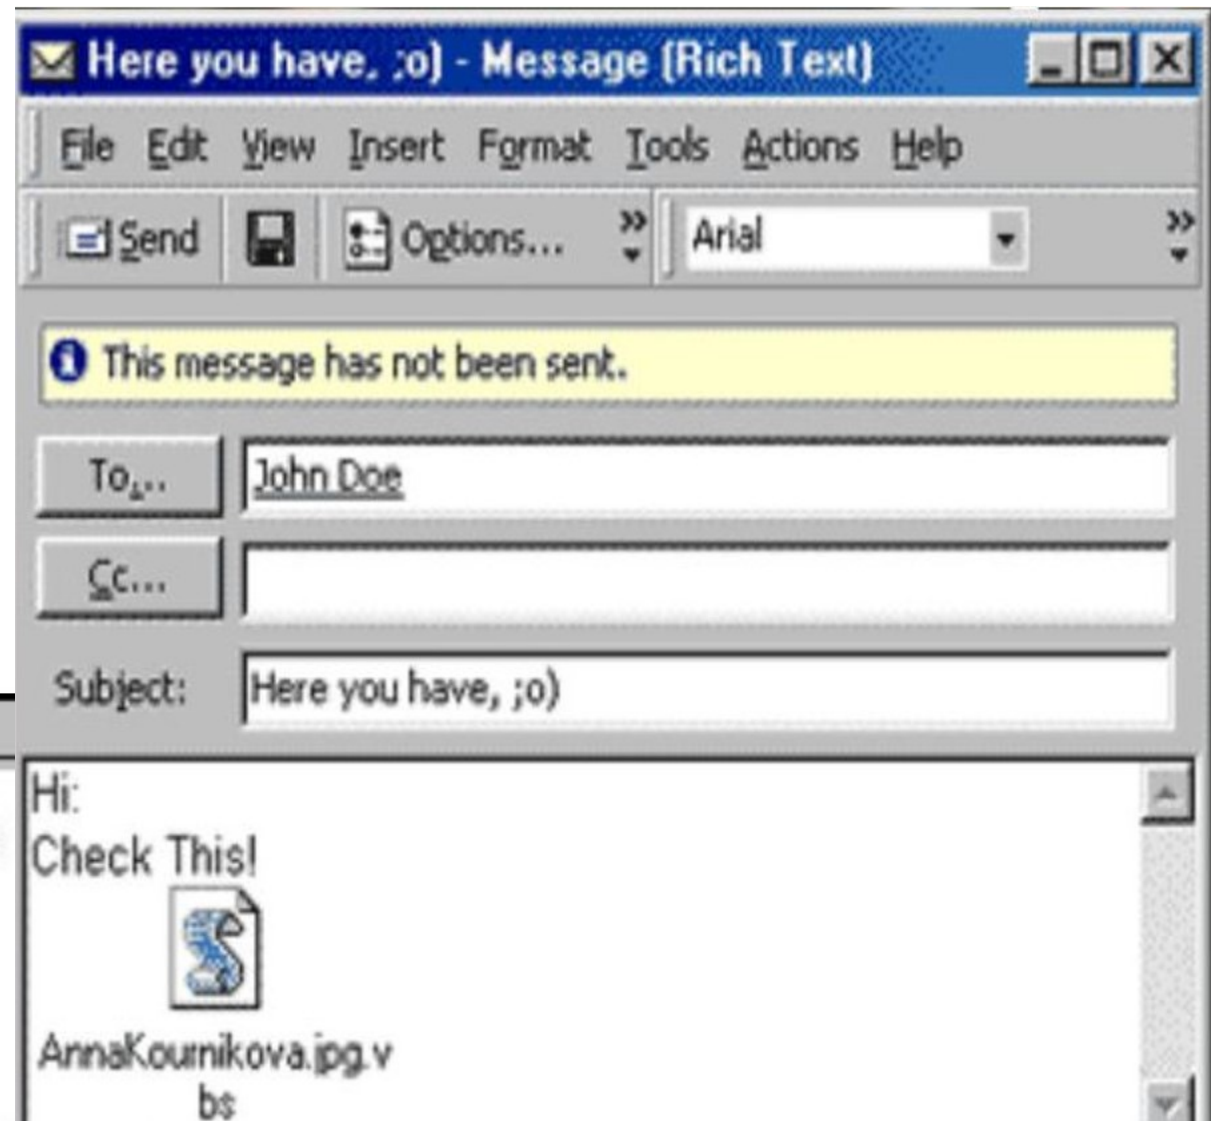 Here you have, ;o) - Message (Rich Text)
File Edit View Insert Format Tools Actions Help
Send Options... Arial
This message has not been sent.
To... John Doe
Cc...
Subject: Here you have, ;o)
Hi:
Check This!
AnnaKournikova.jpg.v
bs